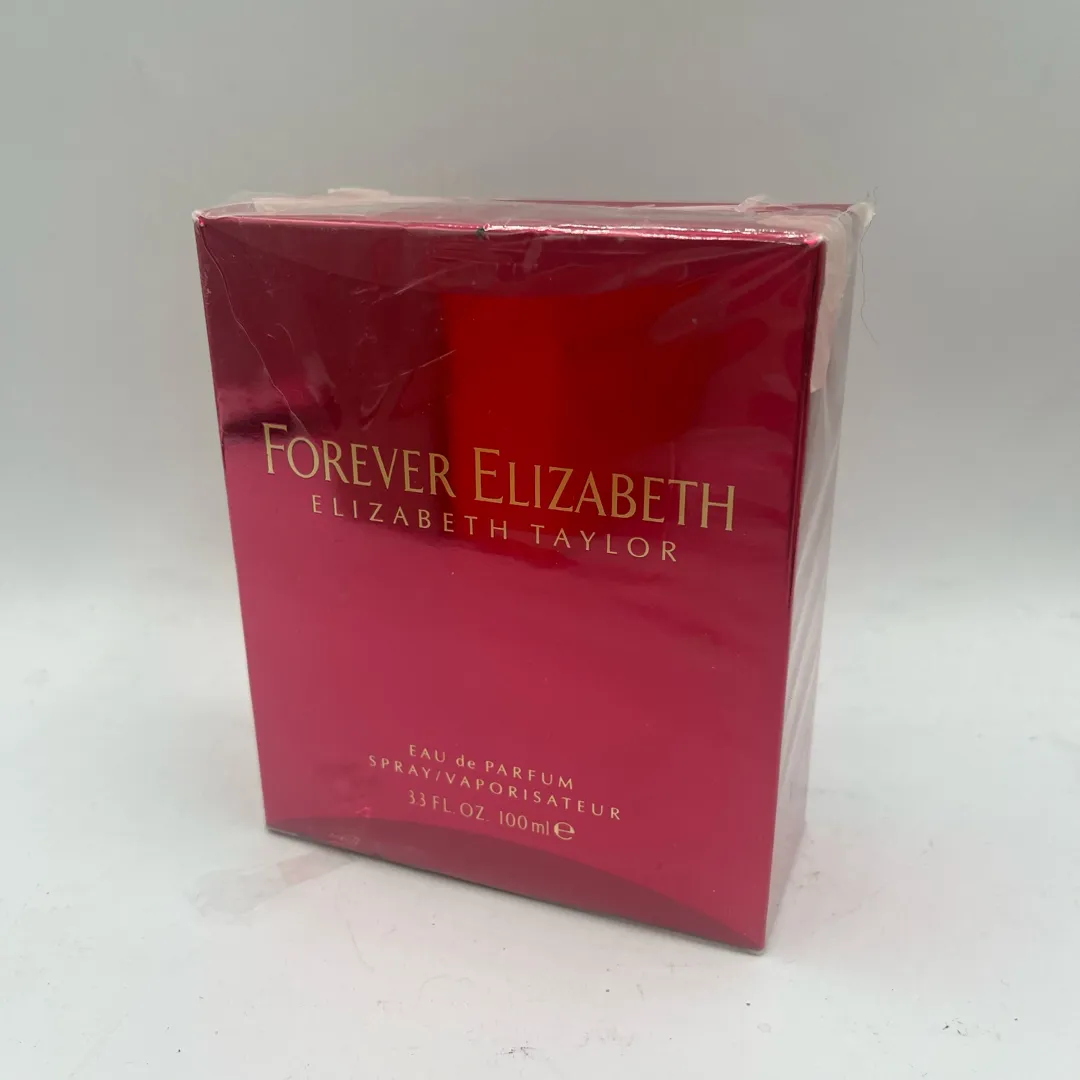 FOREVER ELIZABETH
ELIZABETH TAYLOR
EAU de PARFUM
SPRAY/VAPORISATEUR
3.3 FL. OZ. 100 ml ℮